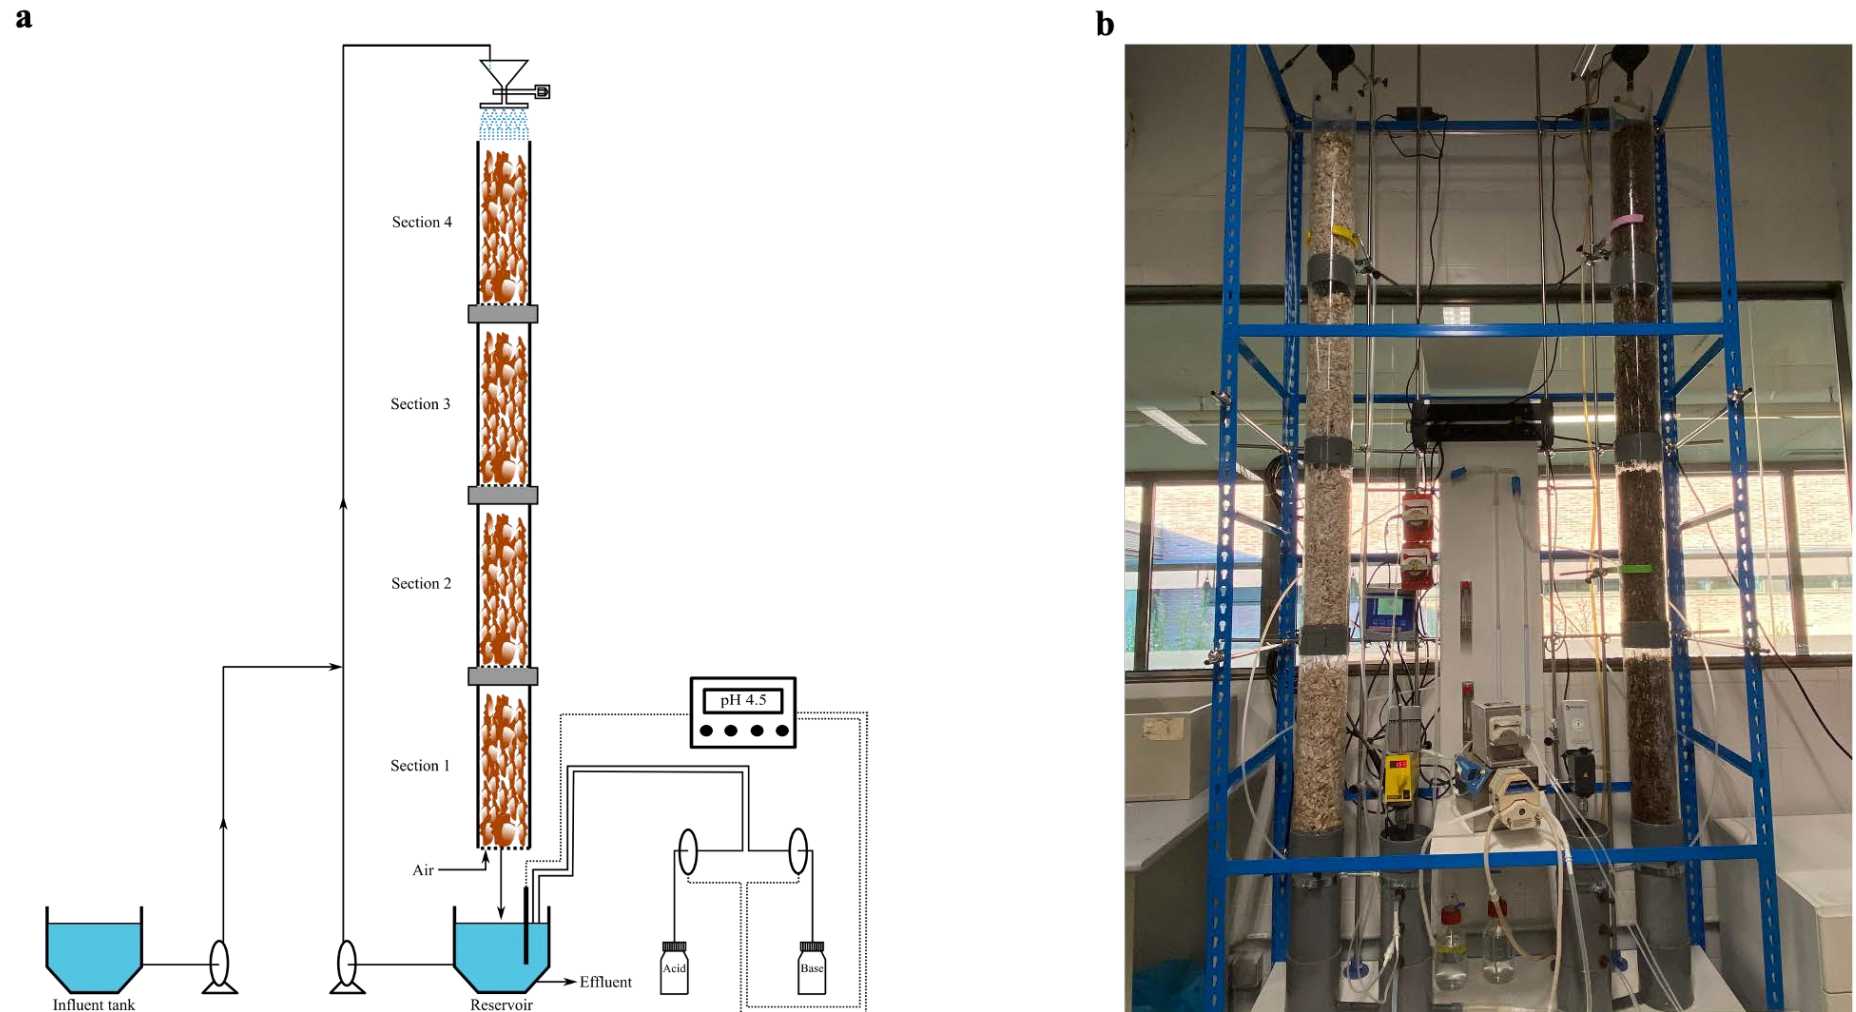 a
b
Section 4
Section 3
Section 2
pH 4.5
Section 1
Air
Acid
Base
Effluent
Influent tank
Reservoir